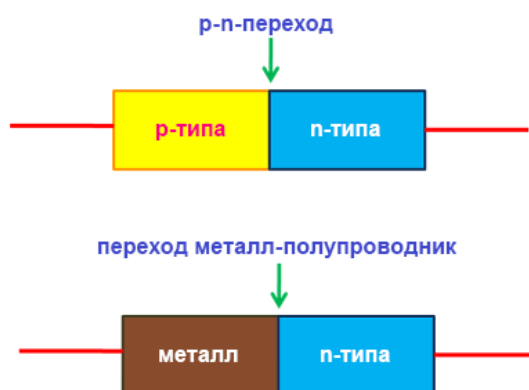 p-n-переход
р-типа
n-типа
переход металл-полупроводник
металл
n-типа